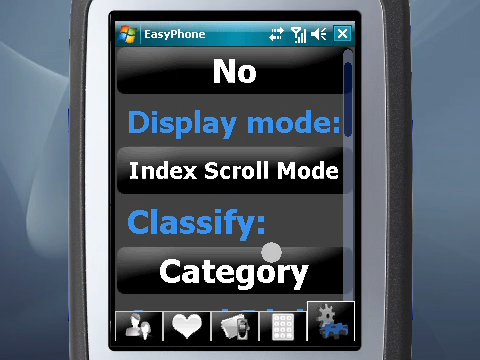 EasyPhone
No
Display mode:
Index Scroll Mode
Classify:
Category